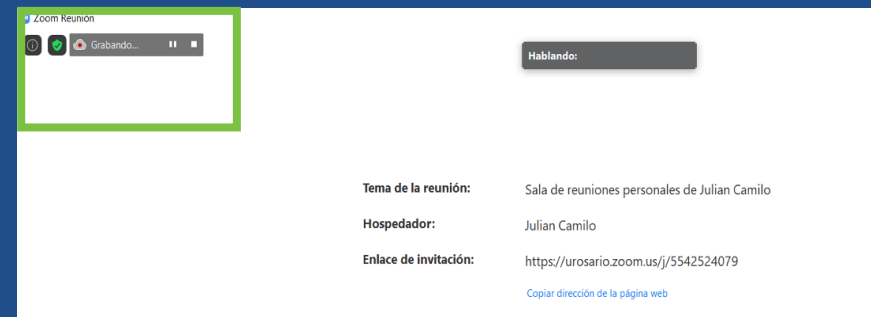 Zoom Reunión
Grabando...
Hablando:
Tema de la reunión: Sala de reuniones personales de Julian Camilo
Hospedador: Julian Camilo
Enlace de invitación: https://urosario.zoom.us/j/5542524079
Copiar dirección de la página web